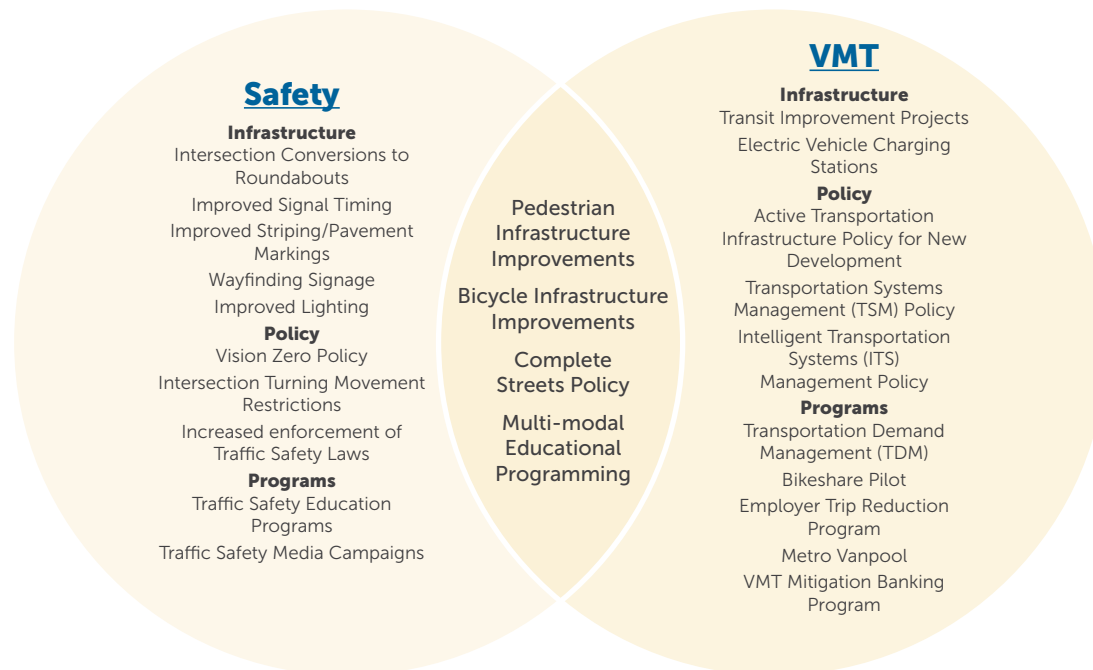 Safety
Infrastructure
Intersection Conversions to
Roundabouts
Improved Signal Timing
Improved Striping/Pavement
Markings
Wayfinding Signage
Improved Lighting
Policy
Vision Zero Policy
Intersection Turning Movement
Restrictions
Increased enforcement of
Traffic Safety Laws
Programs
Traffic Safety Education
Programs
Traffic Safety Media Campaigns
Pedestrian
Infrastructure
Improvements
Bicycle Infrastructure
Improvements
Complete
Streets Policy
Multi-modal
Educational
Programming
VMT
Infrastructure
Transit Improvement Projects
Electric Vehicle Charging
Stations
Policy
Active Transportation
Infrastructure Policy for New
Development
Transportation Systems
Management (TSM) Policy
Intelligent Transportation
Systems (ITS)
Management Policy
Programs
Transportation Demand
Management (TDM)
Bikeshare Pilot
Employer Trip Reduction
Program
Metro Vanpool
VMT Mitigation Banking
Program